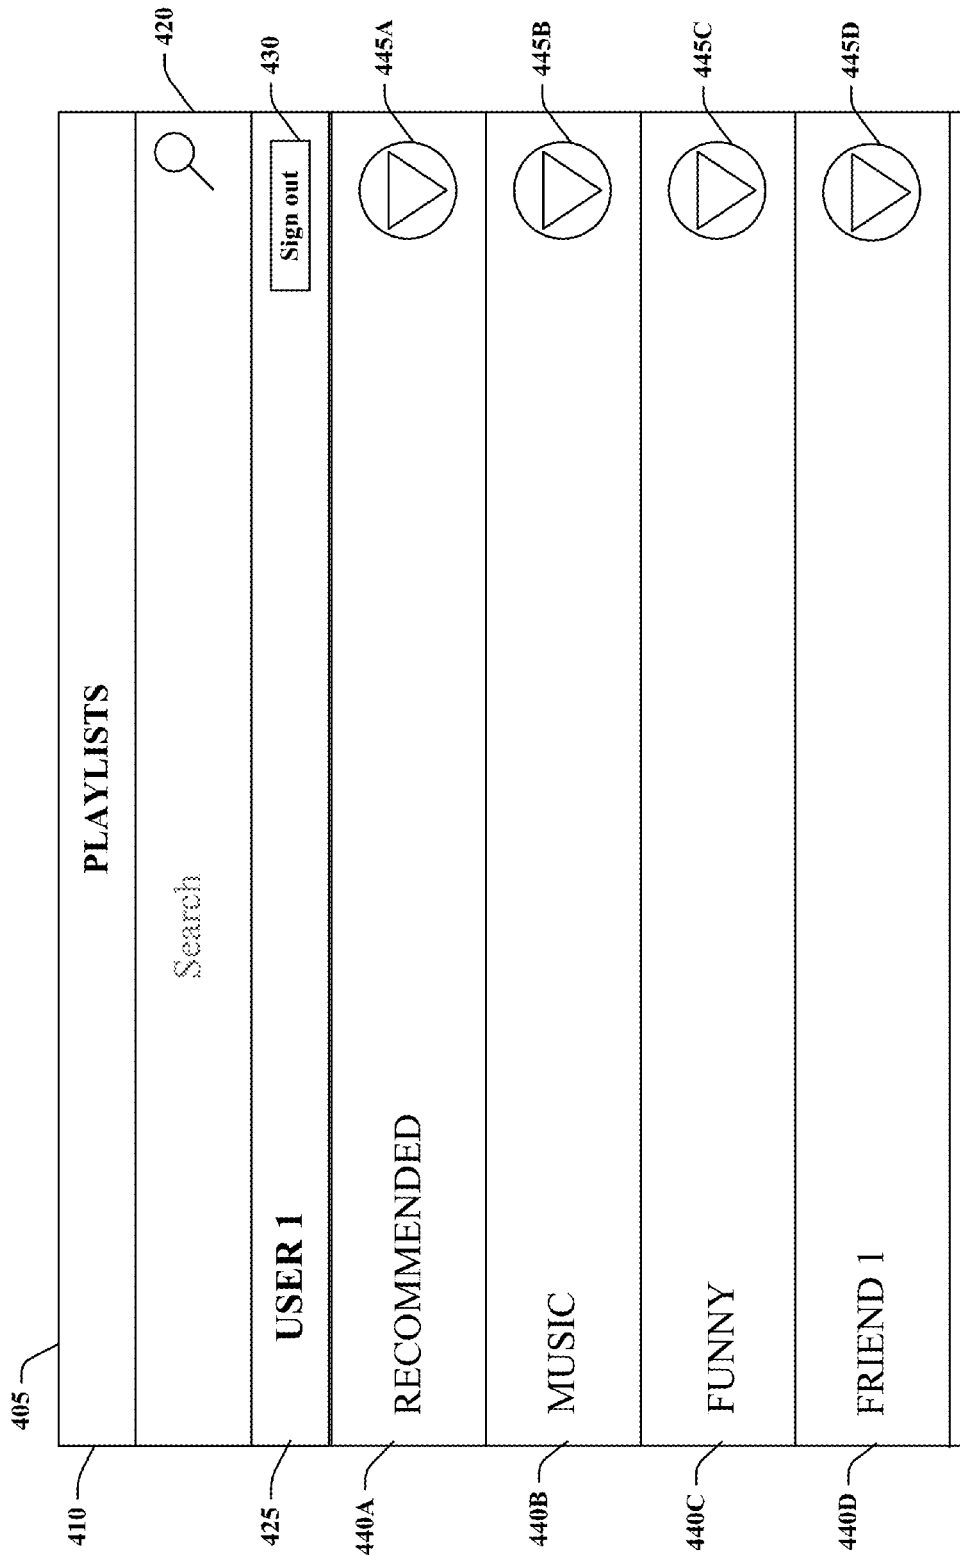 405
410
PLAYLISTS
Search
420
425
USER 1
Sign out
430
440A
RECOMMENDED
445A
440B
MUSIC
445B
440C
FUNNY
445C
440D
FRIEND 1
445D